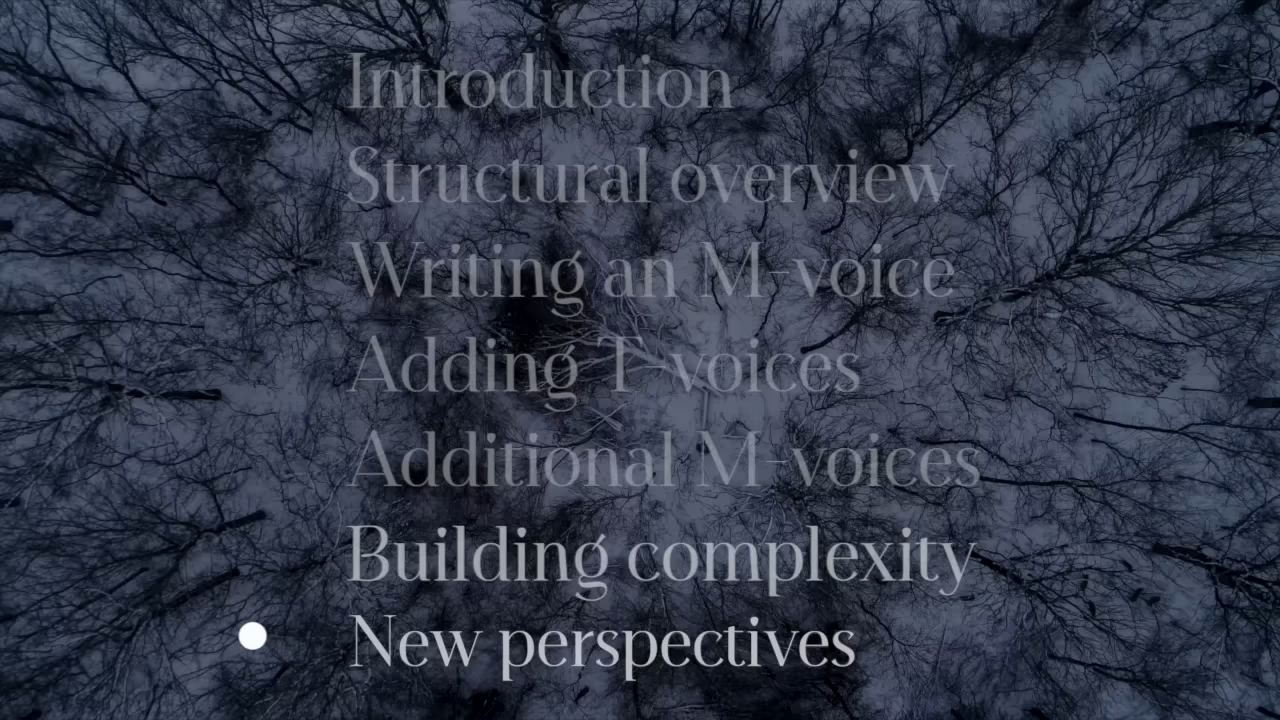 Introduction
Structural overview
Writing an M-voice
Adding T-voices
Additional M-voices
Building complexity
New perspectives